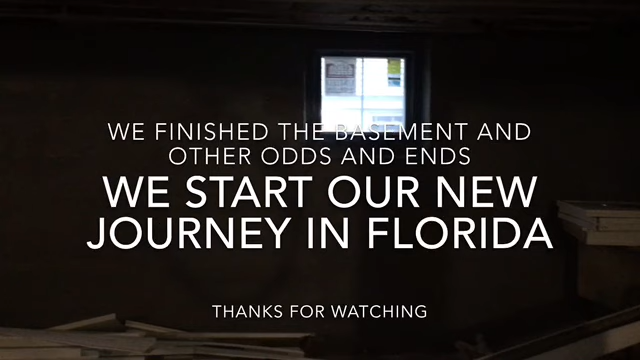 WE FINISHED THE BASEMENT AND
OTHER ODDS AND ENDS
WE START OUR NEW
JOURNEY IN FLORIDA
THANKS FOR WATCHING